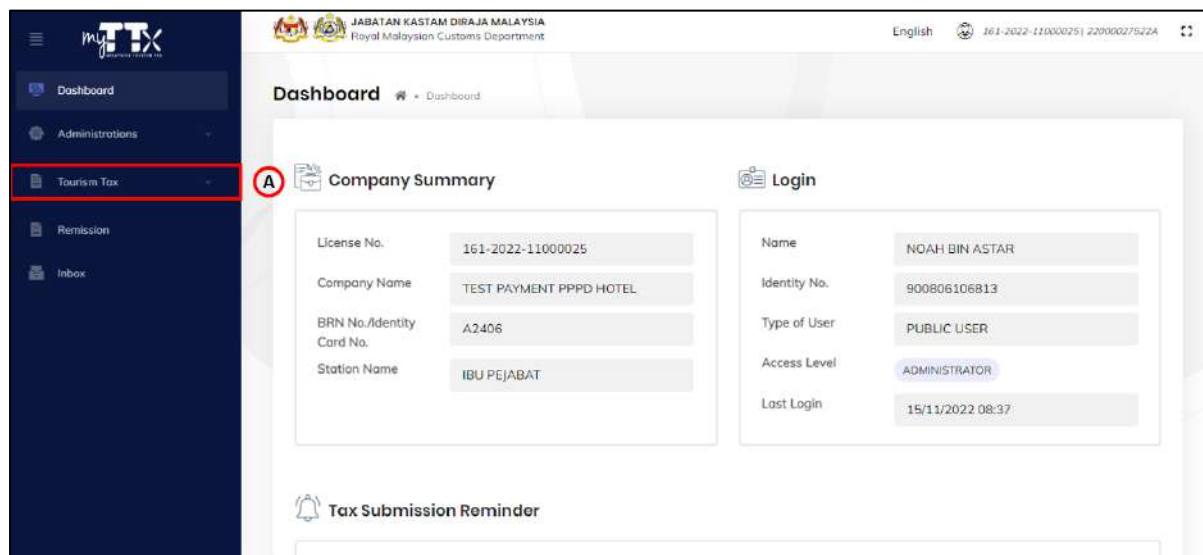 myTTX
JABATAN KASTAM DIRAJA MALAYSIA
Royal Malaysian Customs Department
English
161-2022-11000025| 22000027522A
Dashboard
Administrations
Tourism Tax
Remission
Inbox
Dashboard
Dashboard
A
Company Summary
License No. 161-2022-11000025
Company Name TEST PAYMENT PPPD HOTEL
BRN No./Identity
Card No. A2406
Station Name IBU PEJABAT
Login
Name NOAH BIN ASTAR
Identity No. 900806106813
Type of User PUBLIC USER
Access Level ADMINISTRATOR
Last Login 15/11/2022 08:37
Tax Submission Reminder